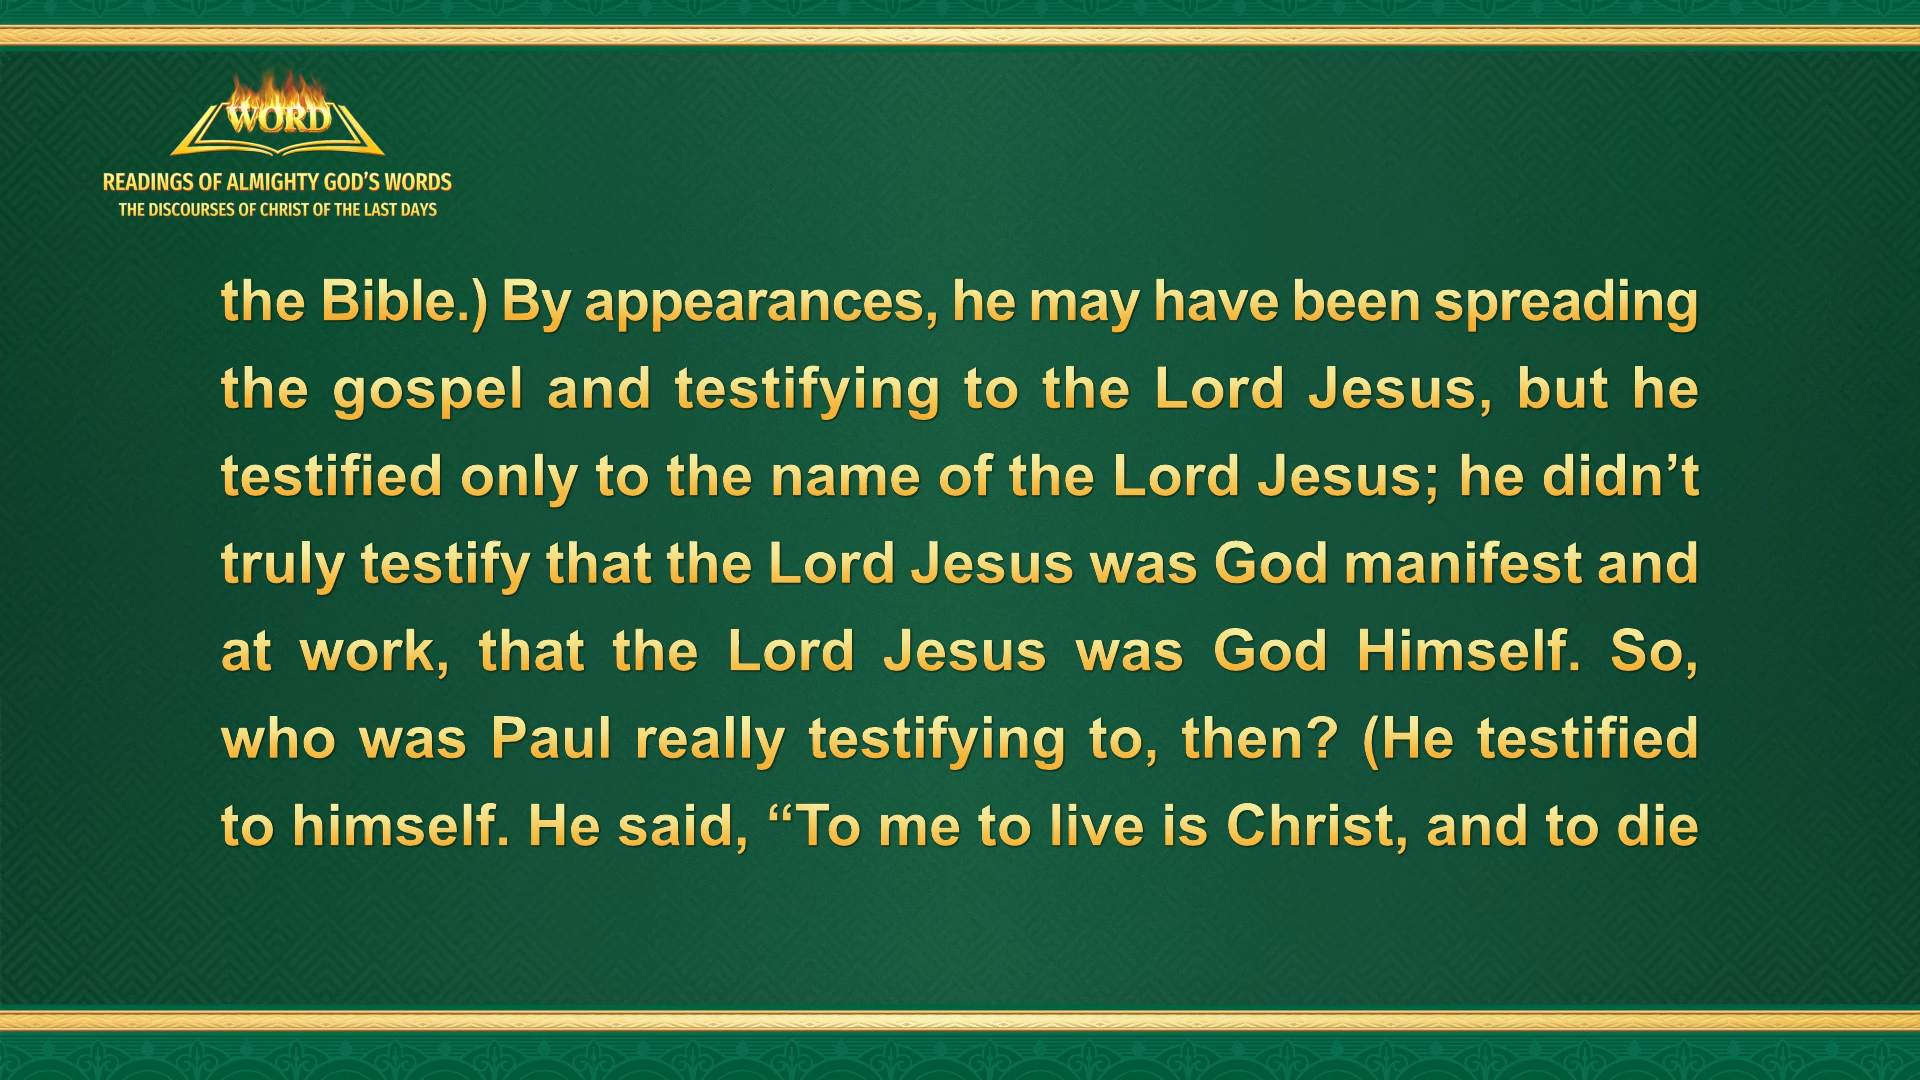 WORD
READINGS OF ALMIGHTY GOD’S WORDS
THE DISCOURSES OF CHRIST OF THE LAST DAYS
the Bible.) By appearances, he may have been spreading
the gospel and testifying to the Lord Jesus, but he
testified only to the name of the Lord Jesus; he didn’t
truly testify that the Lord Jesus was God manifest and
at work, that the Lord Jesus was God Himself. So,
who was Paul really testifying to, then? (He testified
to himself. He said, “To me to live is Christ, and to die